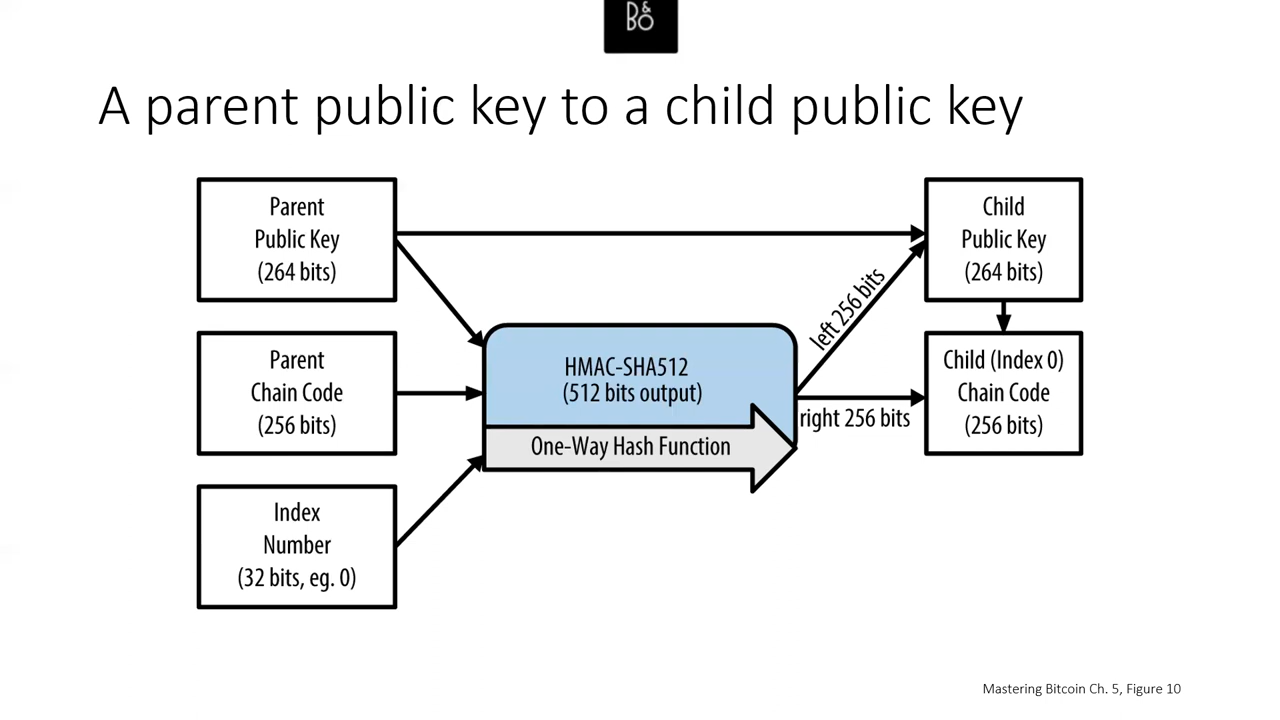 B&O
A parent public key to a child public key
Parent
Public Key
(264 bits)
Parent
Chain Code
(256 bits)
Index
Number
(32 bits, eg. 0)
HMAC-SHA512
(512 bits output)
One-Way Hash Function
left 256 bits
right 256 bits
Child
Public Key
(264 bits)
Child (Index 0)
Chain Code
(256 bits)
Mastering Bitcoin Ch. 5, Figure 10